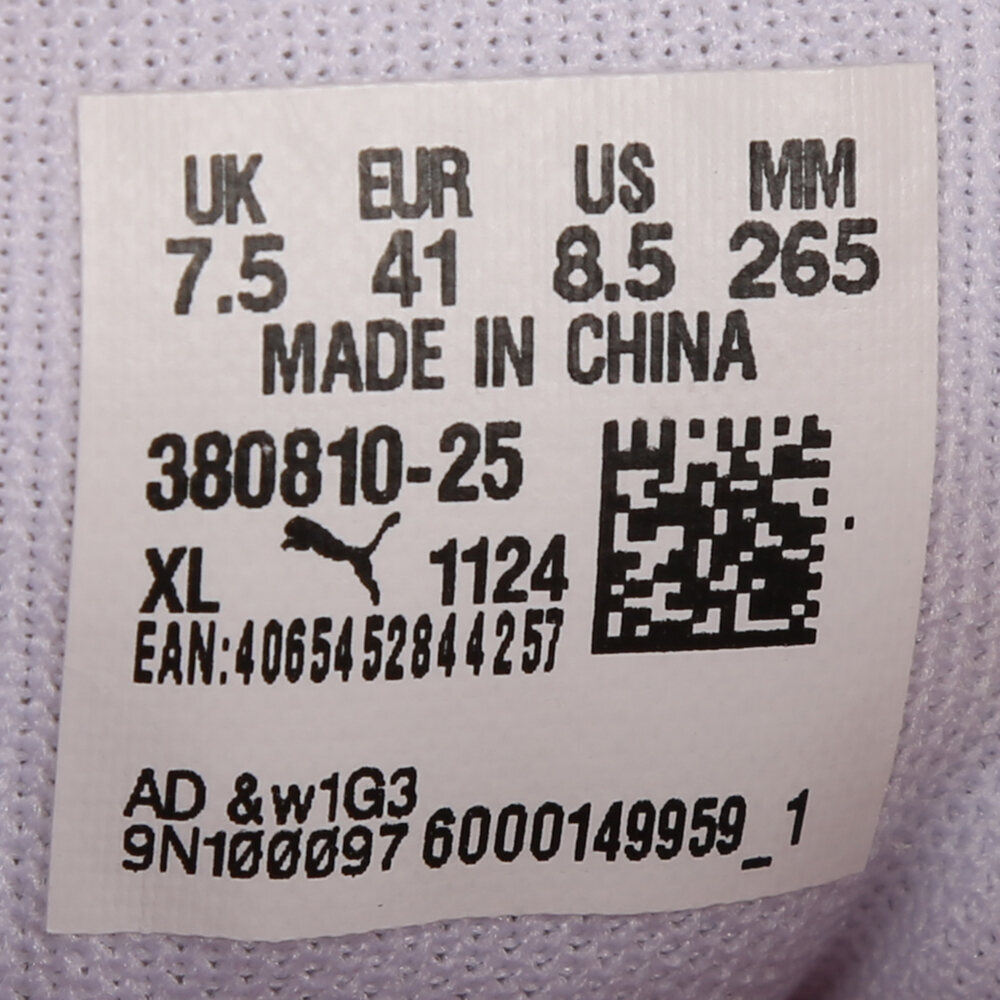 UK EUR US MM
7.5 41 8.5 265
MADE IN CHINA
380810-25
XL 1124
EAN:4065452844257
AD &w1G3
9N1ØØØ97 6000149959_1